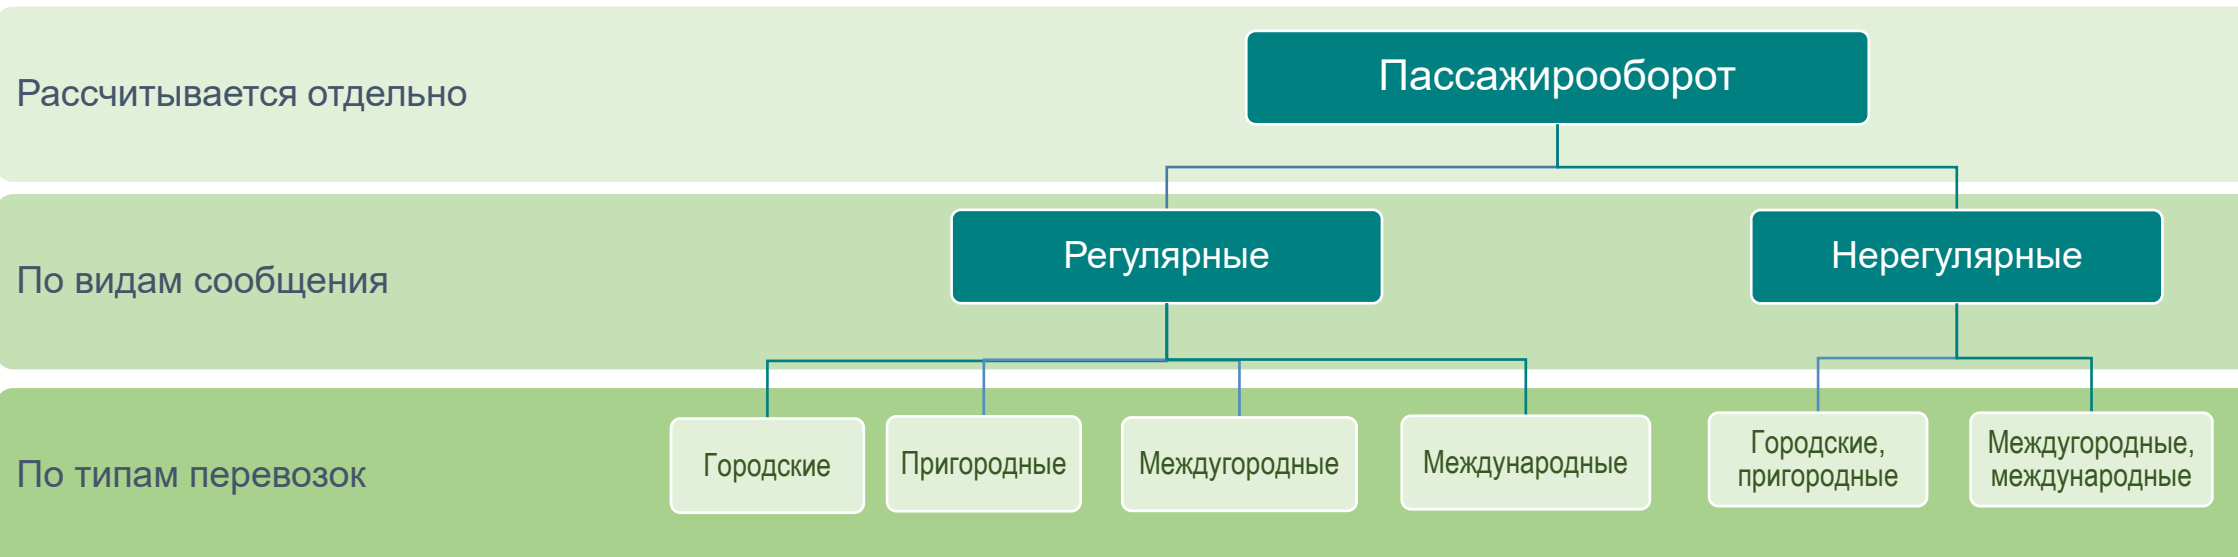 Рассчитывается отдельно
Пассажирооборот
По видам сообщения
Регулярные
Нерегулярные
По типам перевозок
Городские
Пригородные
Междугородные
Международные
Городские,
пригородные
Междугородные,
международные